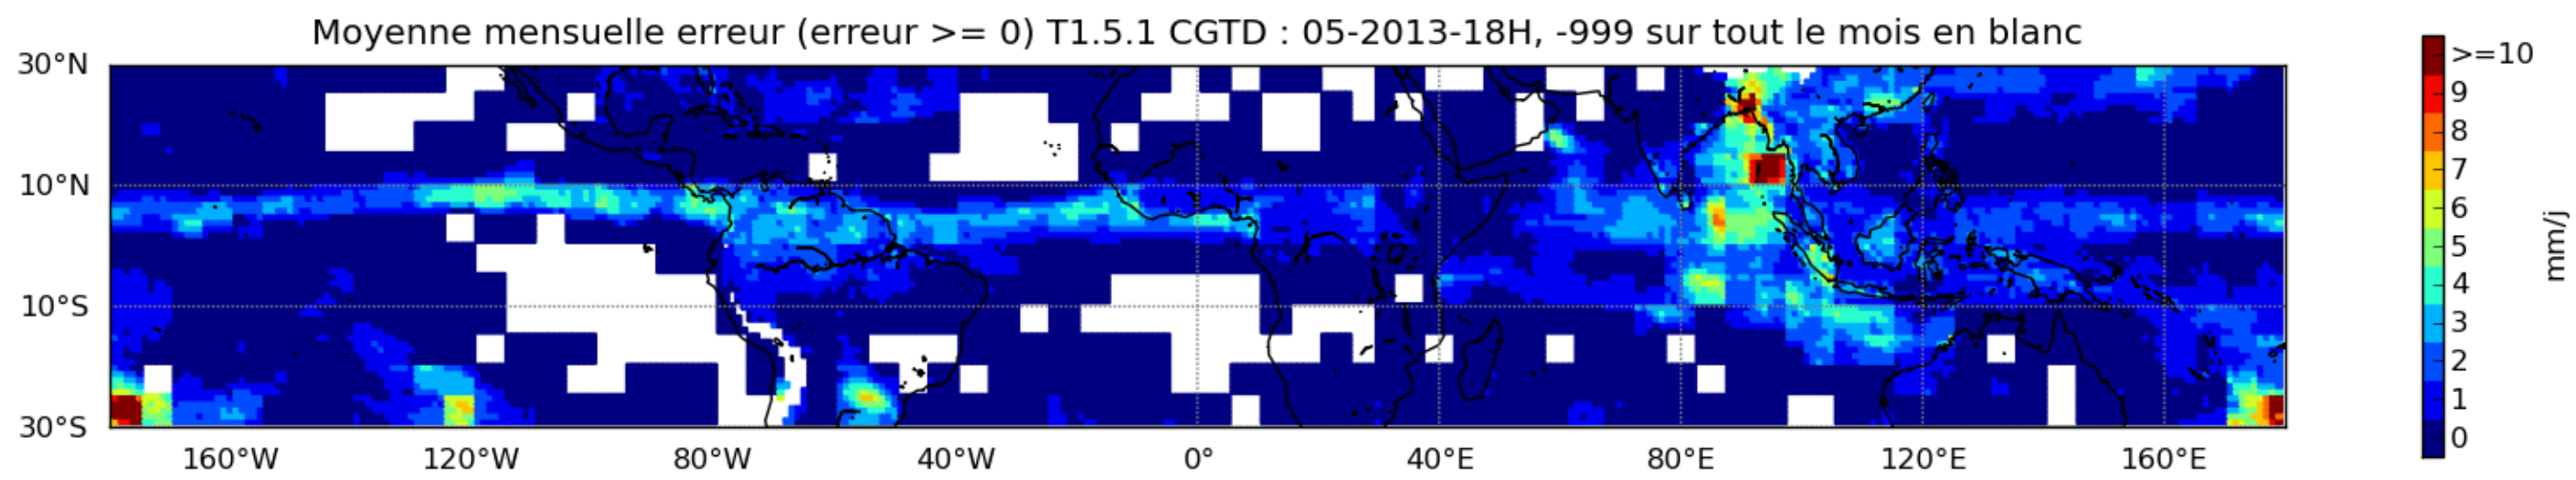 Moyenne mensuelle erreur (erreur >= 0) T1.5.1 CGTD : 05-2013-18H, -999 sur tout le mois en blanc
30°N
10°N
10°S
30°S
160°W 120°W 80°W 40°W 0° 40°E 80°E 120°E 160°E
>=10
9
8
7
6
5
4
3
2
1
0
mm/j